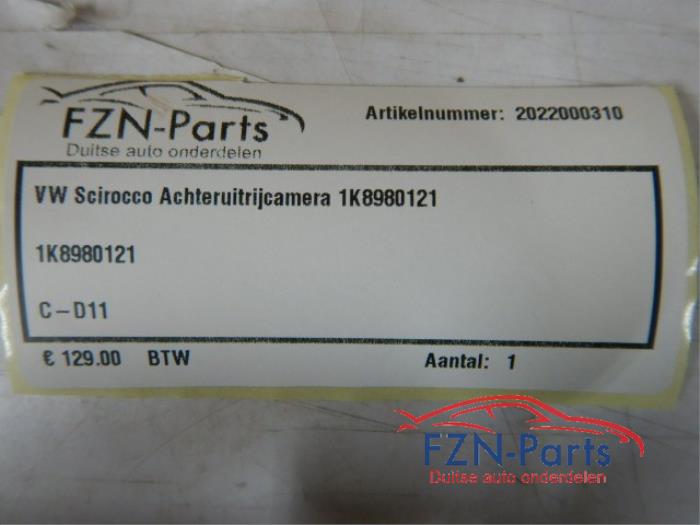 FZN-Parts
Duitse auto onderdelen
Artikelnummer: 2022000310
VW Scirocco Achteruitrijcamera 1K8980121
1K8980121
C-D11
€ 129.00 BTW
Aantal: 1
FZN-Parts
Duitse auto onderdelen